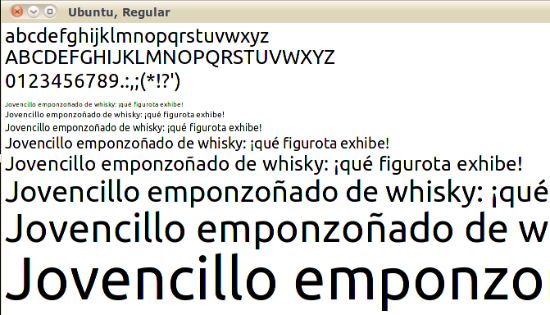 Ubuntu, Regular
abcdefghijklmnopqrstuvwxyz
ABCDEFGHIJKLMNOPQRSTUVWXYZ
0123456789.:,;(*!?')
Jovencillo emponzoñado de whisky: ¡qué figurota exhibe!
Jovencillo emponzoñado de whisky: ¡qué figurota exhibe!
Jovencillo emponzoñado de whisky: ¡qué figurota exhibe!
Jovencillo emponzoñado de whisky: ¡qué figurota exhibe!
Jovencillo emponzoñado de whisky: ¡qué figurota exhibe!
Jovencillo emponzoñado de whisky: ¡qué
Jovencillo emponzoñado de w
Jovencillo emponzo